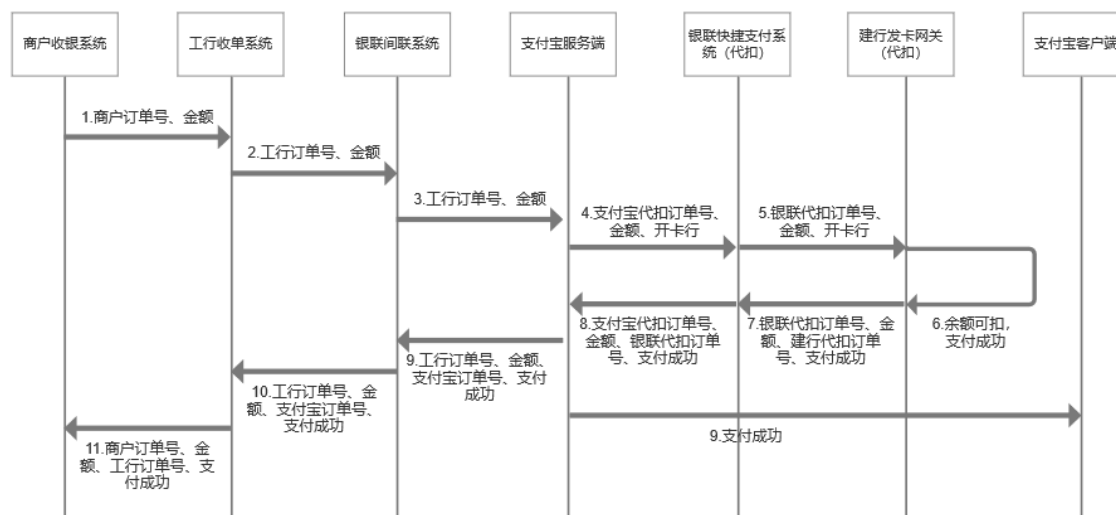 商户收银系统
工行收单系统
银联间联系统
支付宝服务端
银联快捷支付系
统（代扣）
建行发卡网关
（代扣）
支付宝客户端
1.商户订单号、金额
2.工行订单号、金额
3.工行订单号、金额
4.支付宝代扣订单号、
金额、开卡行
5.银联代扣订单号、
金额、开卡行
6.余额可扣，
支付成功
7.银联代扣订单号、金
额、建行代扣订单
号、支付成功
8.支付宝代扣订单号、
金额、银联代扣订单
号、支付成功
9.工行订单号、金额、
支付宝订单号、支付
成功
10.工行订单号、金
额、支付宝订单号、
支付成功
9.支付成功
11.商户订单号、金
额、工行订单号、支
付成功